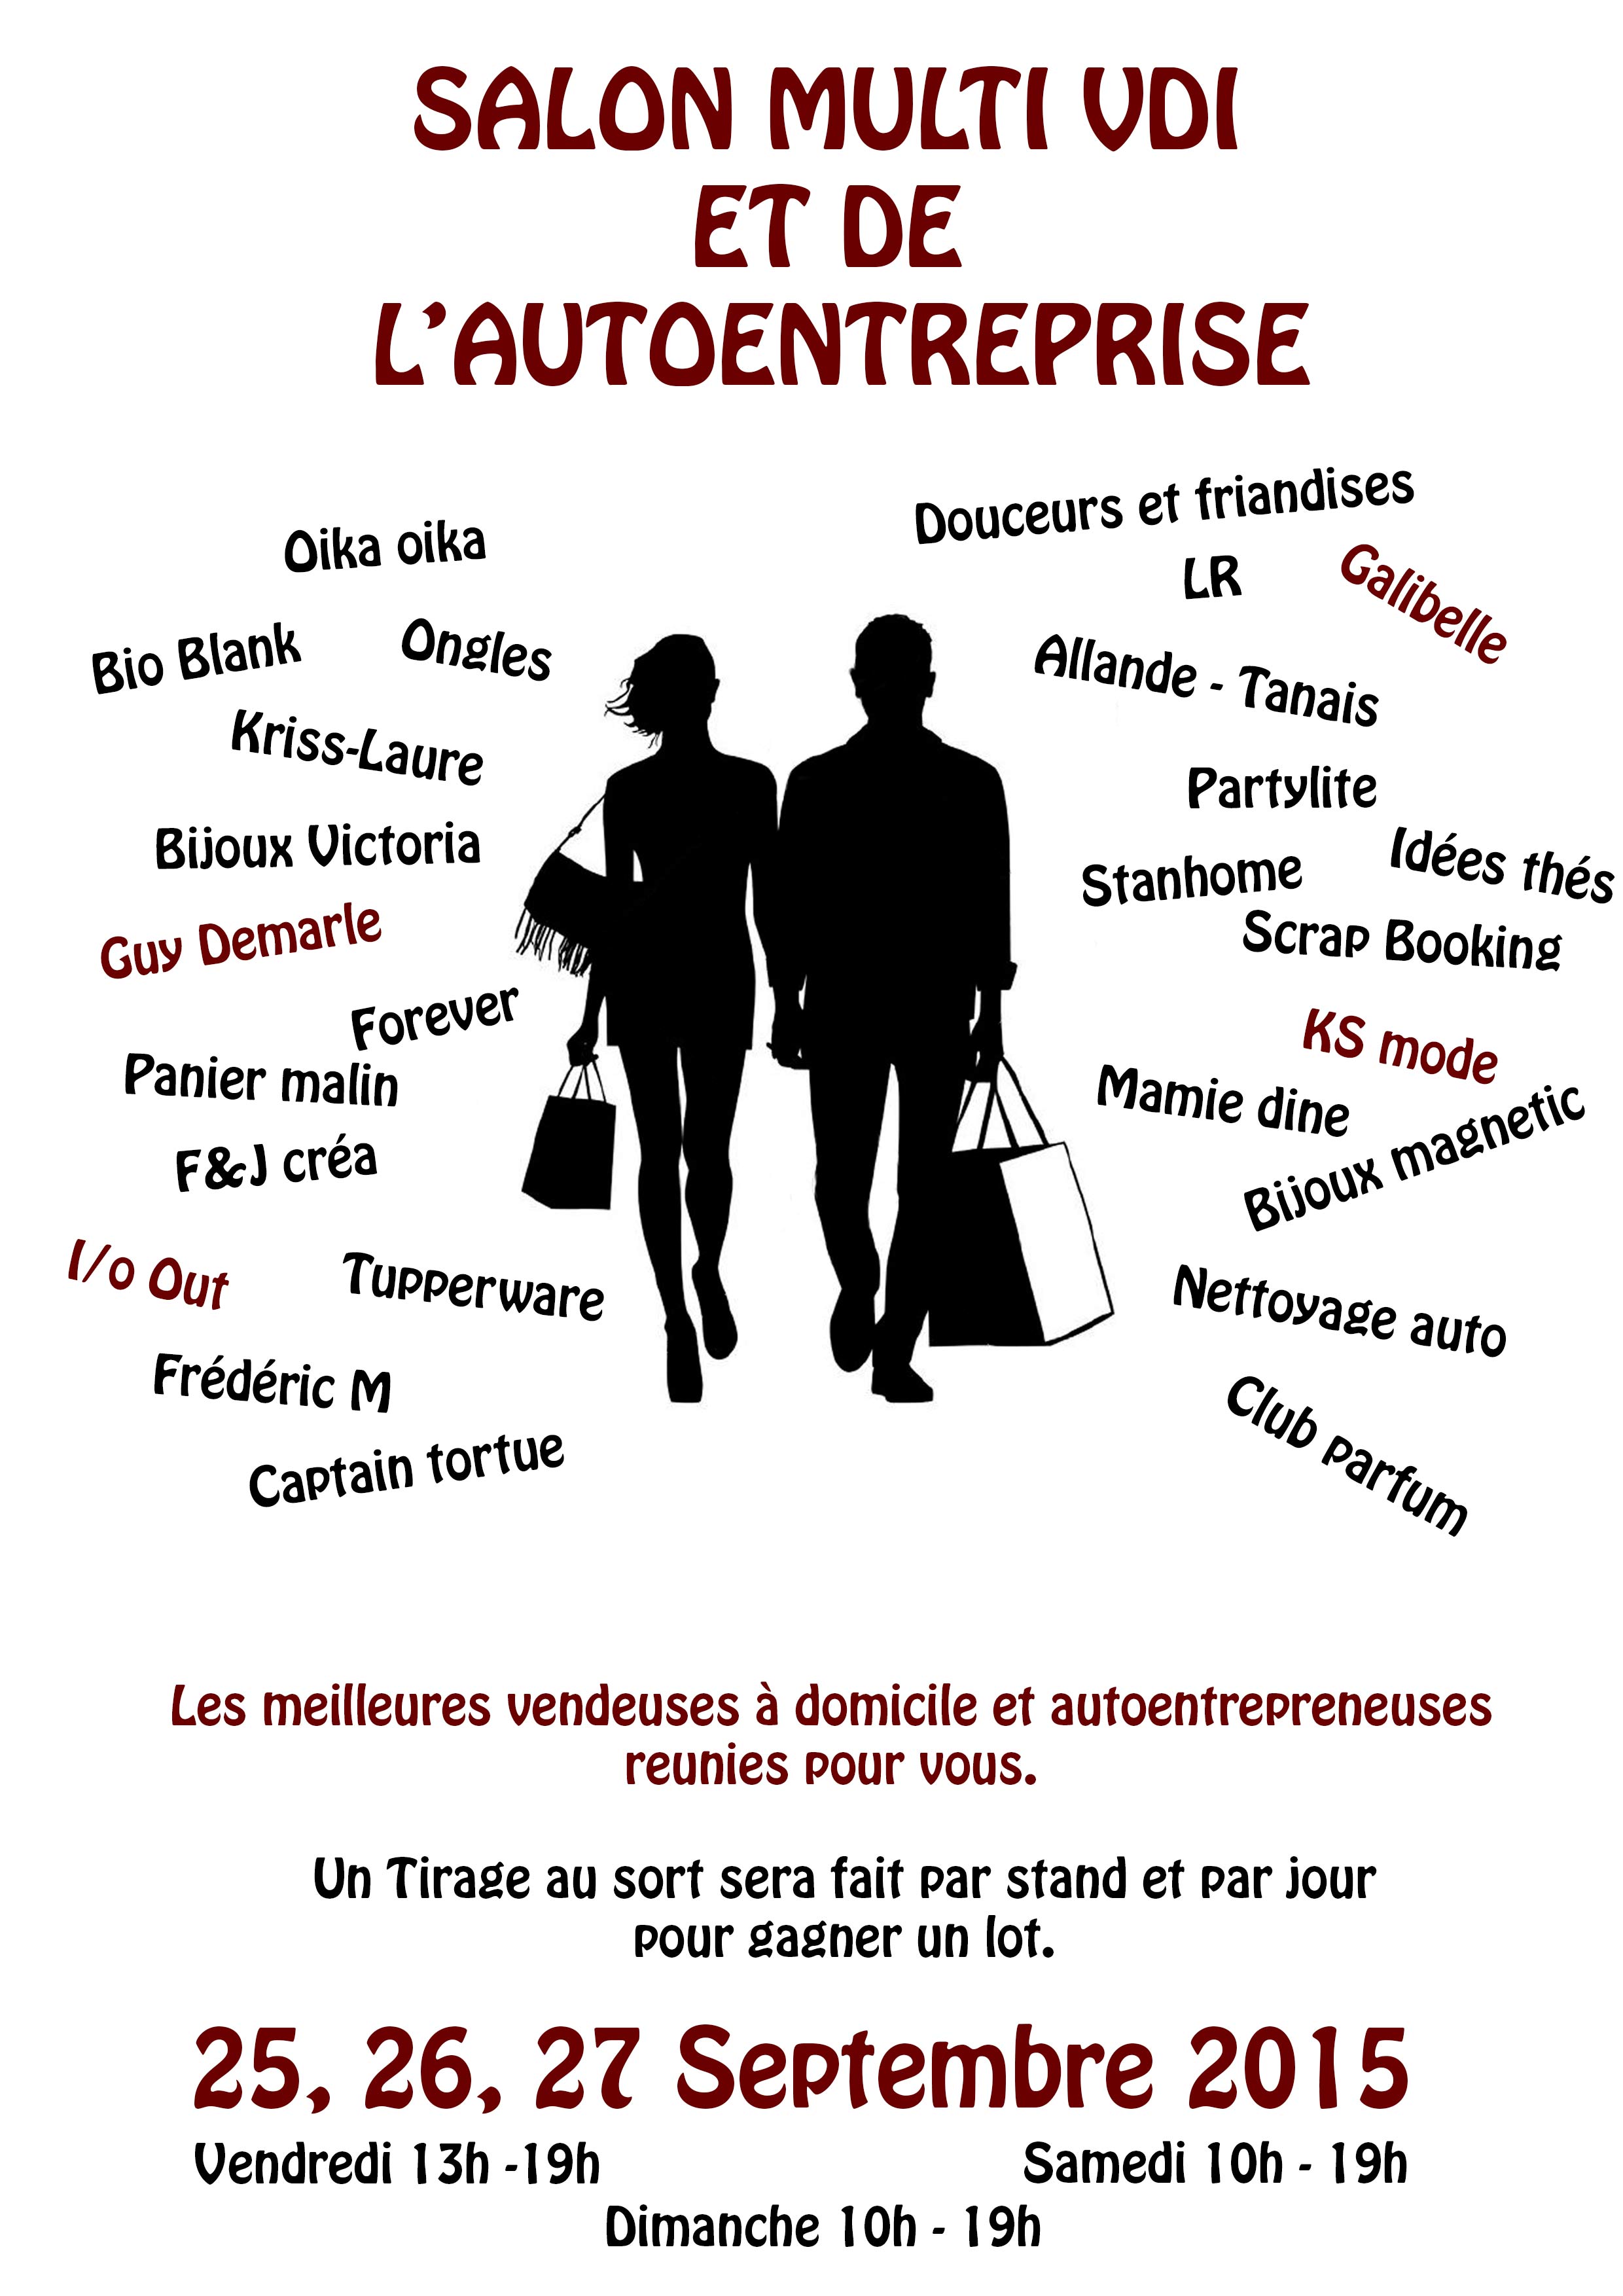 SALON MULTI VDI
ET DE
L'AUTOENTREPRISE
Oika oika
Bio Blank
Ongles
Kriss-Laure
Bijoux Victoria
Guy Demarle
Forever
Panier malin
F&J créa
I/o Out
Tupperware
Frédéric M
Captain tortue
Douceurs et friandises
LR
Galibelle
Allande - Tanais
Partylite
Idées thés
Stanhome
Scrap Booking
KS mode
Mamie dine
Bijoux magnetic
Nettoyage auto
Club parfum
Les meilleures vendeuses à domicile et autoentrepreneuses
reunies pour vous.
Un Tirage au sort sera fait par stand et par jour
pour gagner un lot.
25, 26, 27 Septembre 2015
Vendredi 13h -19h
Samedi 10h - 19h
Dimanche 10h - 19h